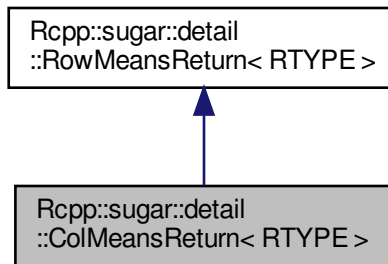 Rcpp::sugar::detail
::RowMeansReturn< RTYPE >
Rcpp::sugar::detail
::ColMeansReturn< RTYPE >